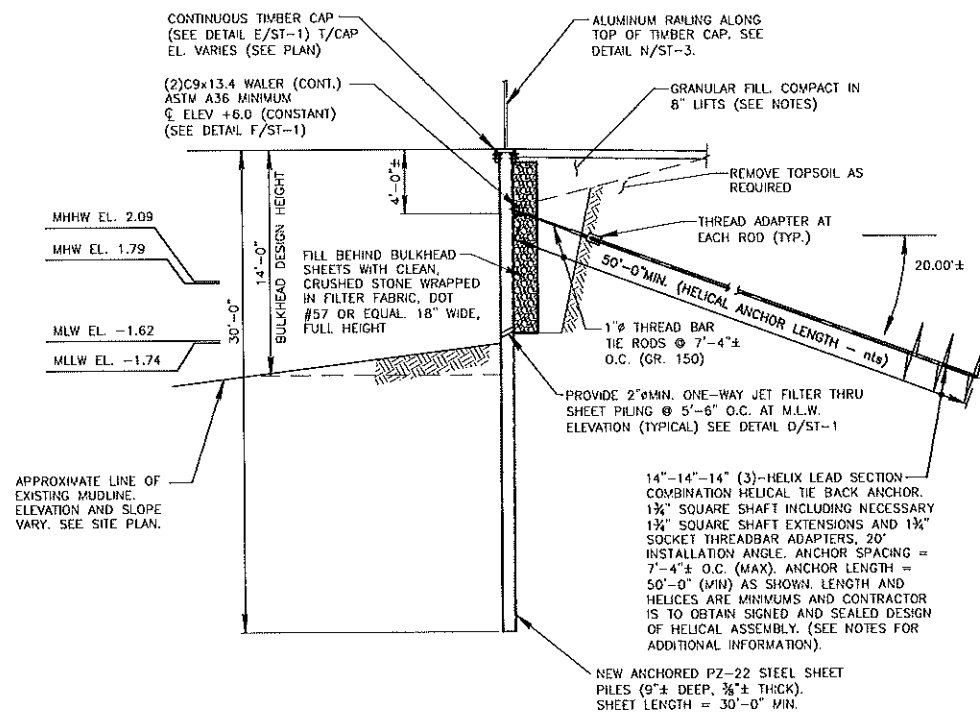 CONTINUOUS TIMBER CAP
(SEE DETAIL E/ST-1) T/CAP
EL. VARIES (SEE PLAN)
ALUMINUM RAILING ALONG
TOP OF TIMBER CAP, SEE
DETAIL N/ST-3.
(2)C9x13.4 WALER (CONT.)
ASTM A36 MINIMUM
℄ ELEV +6.0 (CONSTANT)
(SEE DETAIL F/ST-1)
GRANULAR FILL. COMPACT IN
8" LIFTS (SEE NOTES)
REMOVE TOPSOIL AS
REQUIRED
4'-0"±
MHHW EL. 2.09
MHW EL. 1.79
THREAD ADAPTER AT
EACH ROD (TYP.)
20.00'±
14'-0"
BULKHEAD DESIGN HEIGHT
30'-0"
FILL BEHIND BULKHEAD
SHEETS WITH CLEAN,
CRUSHED STONE WRAPPED
IN FILTER FABRIC, DOT
#57 OR EQUAL. 18" WIDE,
FULL HEIGHT
50'-0"MIN. (HELICAL ANCHOR LENGTH - nts)
MLW EL. -1.62
MLLW EL. -1.74
1"ø THREAD BAR
TIE RODS @ 7'-4"±
O.C. (GR. 150)
PROVIDE 2"øMIN. ONE-WAY JET FILTER THRU
SHEET PILING @ 5'-6" O.C. AT M.L.W.
ELEVATION (TYPICAL) SEE DETAIL D/ST-1
APPROXIMATE LINE OF
EXISTING MUDLINE.
ELEVATION AND SLOPE
VARY. SEE SITE PLAN.
14"-14"-14" (3)-HELIX LEAD SECTION
COMBINATION HELICAL TIE BACK ANCHOR.
1¾" SQUARE SHAFT INCLUDING NECESSARY
1¾" SQUARE SHAFT EXTENSIONS AND 1¾"
SOCKET THREADBAR ADAPTERS, 20'
INSTALLATION ANGLE. ANCHOR SPACING =
7'-4"± O.C. (MAX). ANCHOR LENGTH =
50'-0" (MIN) AS SHOWN. LENGTH AND
HELICES ARE MINIMUMS AND CONTRACTOR
IS TO OBTAIN SIGNED AND SEALED DESIGN
OF HELICAL ASSEMBLY. (SEE NOTES FOR
ADDITIONAL INFORMATION).
NEW ANCHORED PZ-22 STEEL SHEET
PILES (9"± DEEP, ⅜"± THICK).
SHEET LENGTH = 30'-0" MIN.